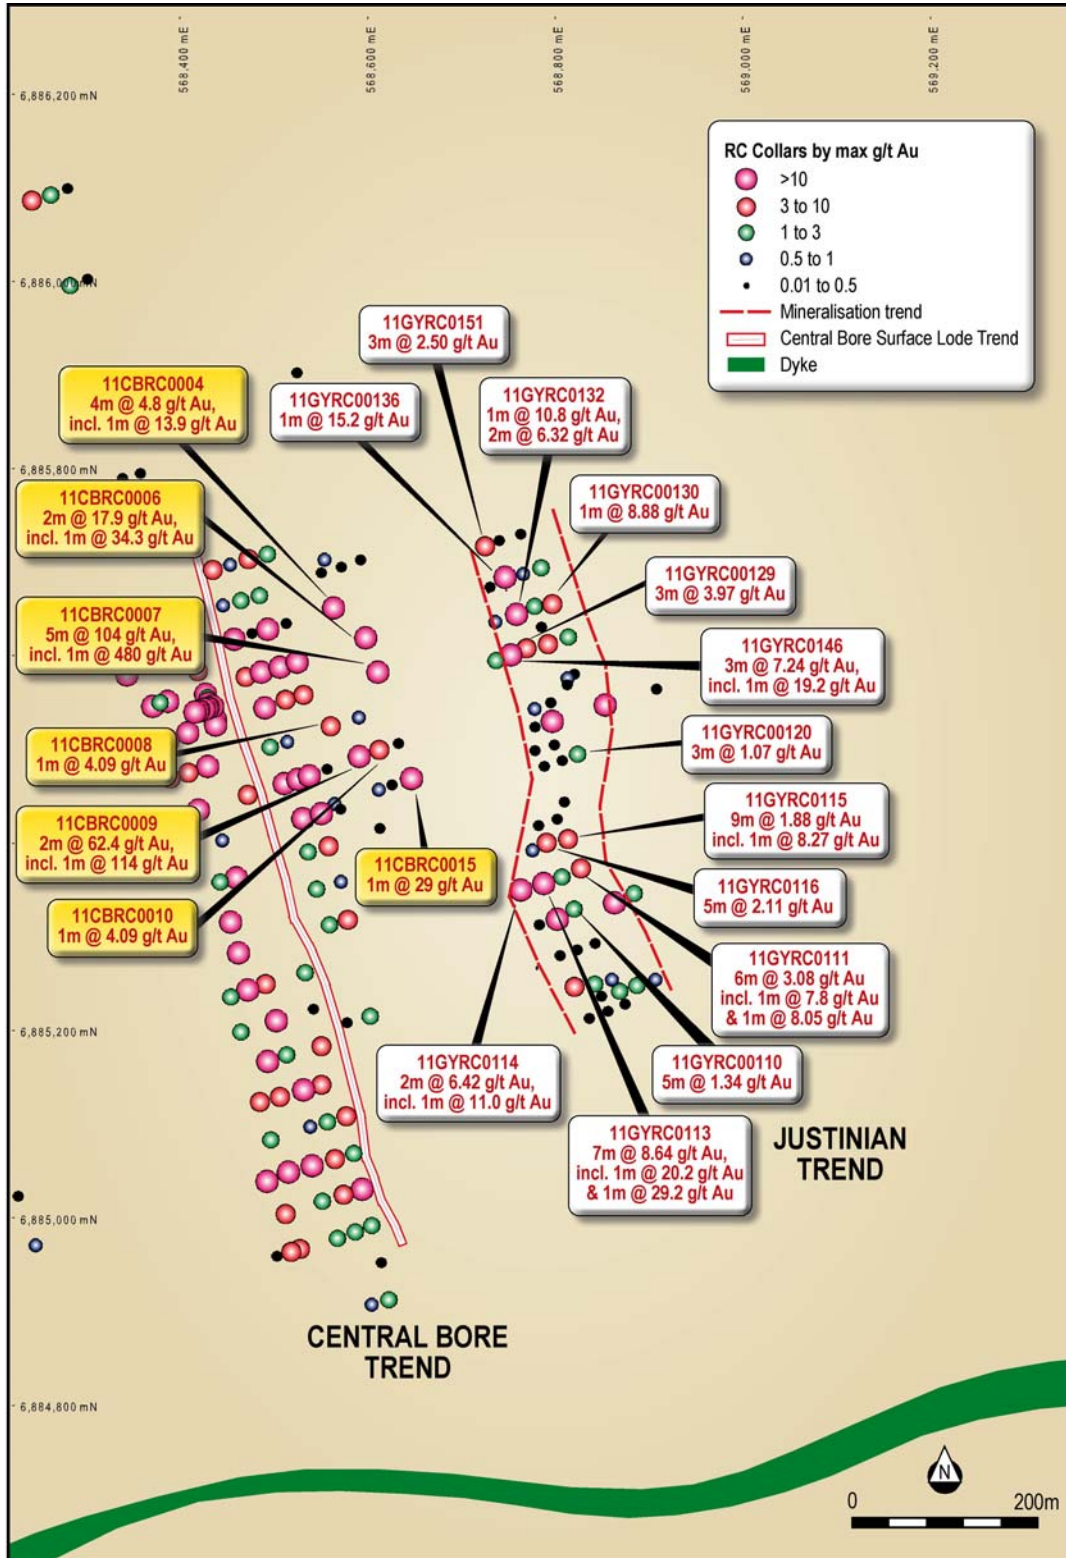 568,400 mE
568,600 mE
568,800 mE
569,000 mE
569,200 mE
6,886,200 mN
RC Collars by max g/t Au
>10
3 to 10
1 to 3
0.5 to 1
0.01 to 0.5
Mineralisation trend
Central Bore Surface Lode Trend
Dyke
6,886,000 mN
11GYRC0151
3m @ 2.50 g/t Au
11CBRC0004
4m @ 4.8 g/t Au,
incl. 1m @ 13.9 g/t Au
11GYRC00136
1m @ 15.2 g/t Au
11GYRC0132
1m @ 10.8 g/t Au,
2m @ 6.32 g/t Au
6,885,800 mN
11CBRC0006
2m @ 17.9 g/t Au,
incl. 1m @ 34.3 g/t Au
11GYRC00130
1m @ 8.88 g/t Au
11GYRC00129
3m @ 3.97 g/t Au
11CBRC0007
5m @ 104 g/t Au,
incl. 1m @ 480 g/t Au
11GYRC0146
3m @ 7.24 g/t Au,
incl. 1m @ 19.2 g/t Au
11CBRC0008
1m @ 4.09 g/t Au
11GYRC00120
3m @ 1.07 g/t Au
11CBRC0009
2m @ 62.4 g/t Au,
incl. 1m @ 114 g/t Au
11GYRC0115
9m @ 1.88 g/t Au
incl. 1m @ 8.27 g/t Au
11CBRC0015
1m @ 29 g/t Au
11GYRC0116
5m @ 2.11 g/t Au
11CBRC0010
1m @ 4.09 g/t Au
11GYRC0111
6m @ 3.08 g/t Au
incl. 1m @ 7.8 g/t Au
& 1m @ 8.05 g/t Au
6,885,200 mN
11GYRC0114
2m @ 6.42 g/t Au,
incl. 1m @ 11.0 g/t Au
11GYRC00110
5m @ 1.34 g/t Au
11GYRC0113
7m @ 8.64 g/t Au,
incl. 1m @ 20.2 g/t Au
& 1m @ 29.2 g/t Au
JUSTINIAN
TREND
6,885,000 mN
CENTRAL BORE
TREND
6,884,800 mN
N
0
200m